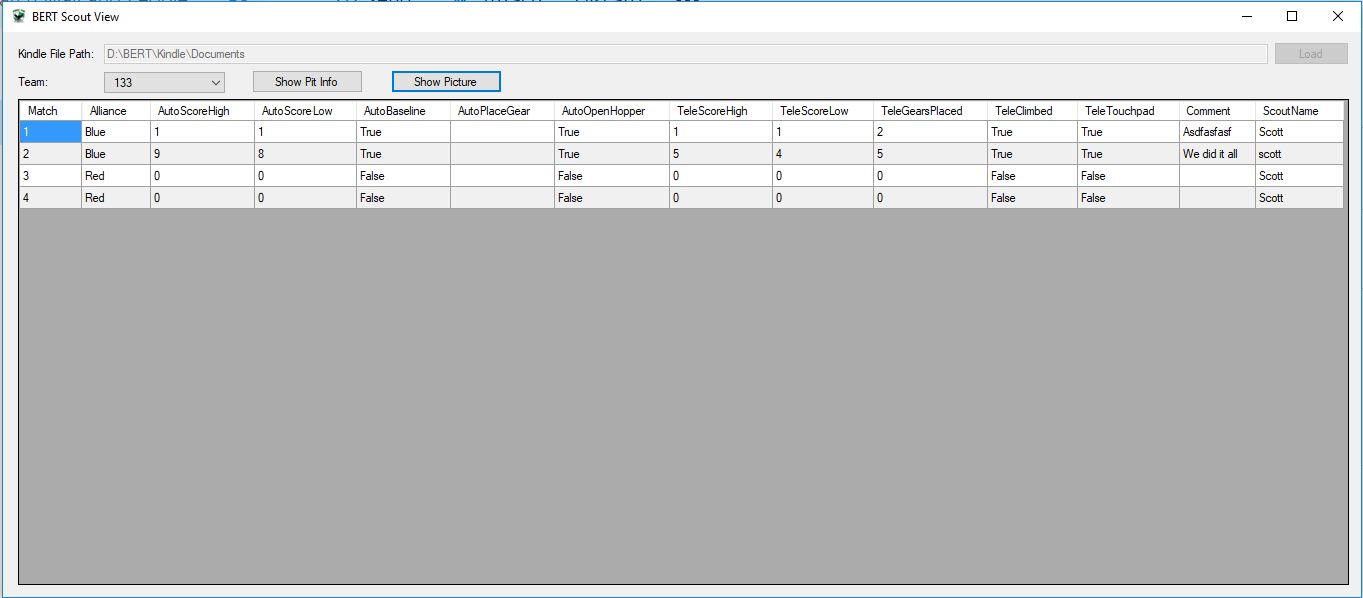 BERT Scout View
Kindle File Path: D:\BERT\Kindle\Documents Load
Team: 133 Show Pit Info Show Picture
Match Alliance AutoScoreHigh AutoScoreLow AutoBaseline AutoPlaceGear AutoOpenHopper TeleScoreHigh TeleScoreLow TeleGearsPlaced TeleClimbed TeleTouchpad Comment ScoutName
1 Blue 1 1 True True 1 1 2 True True Asdfasfasf Scott
2 Blue 9 8 True True 5 4 5 True True We did it all scott
3 Red 0 0 False False 0 0 0 False False Scott
4 Red 0 0 False False 0 0 0 False False Scott